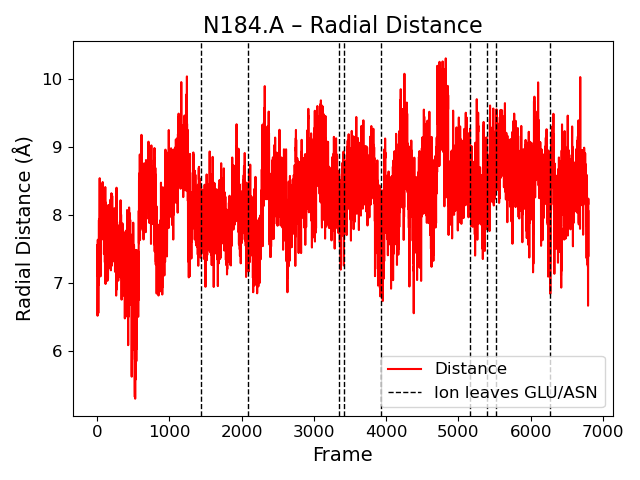 N184.A – Radial Distance
Radial Distance (Å)
10
9
8
7
6
Distance
Ion leaves GLU/ASN
0 1000 2000 3000 4000 5000 6000 7000
Frame